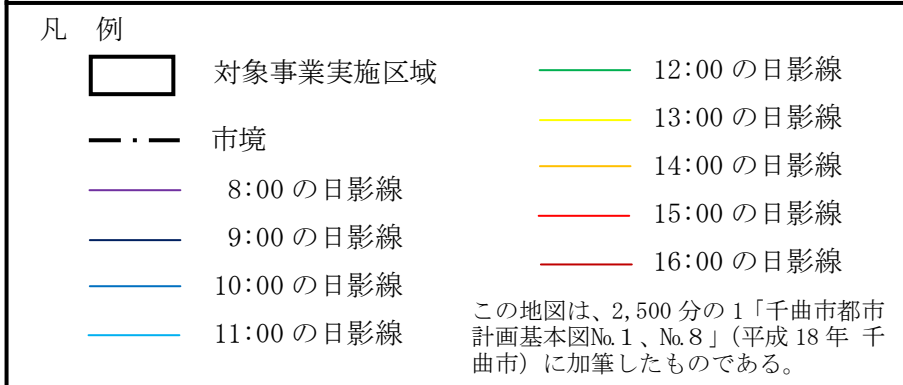 凡 例
対象事業実施区域
市境
8:00 の日影線
9:00 の日影線
10:00 の日影線
11:00 の日影線
12:00 の日影線
13:00 の日影線
14:00 の日影線
15:00 の日影線
16:00 の日影線
この地図は、2,500 分の 1「千曲市都市
計画基本図№1、№8」(平成 18 年 千
曲市) に加筆したものである。